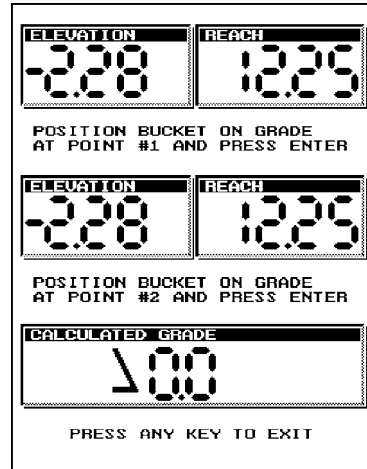 ELEVATION REACH
-2.28 12.25
POSITION BUCKET ON GRADE
AT POINT #1 AND PRESS ENTER
ELEVATION REACH
-2.28 12.25
POSITION BUCKET ON GRADE
AT POINT #2 AND PRESS ENTER
CALCULATED GRADE
0.0
PRESS ANY KEY TO EXIT